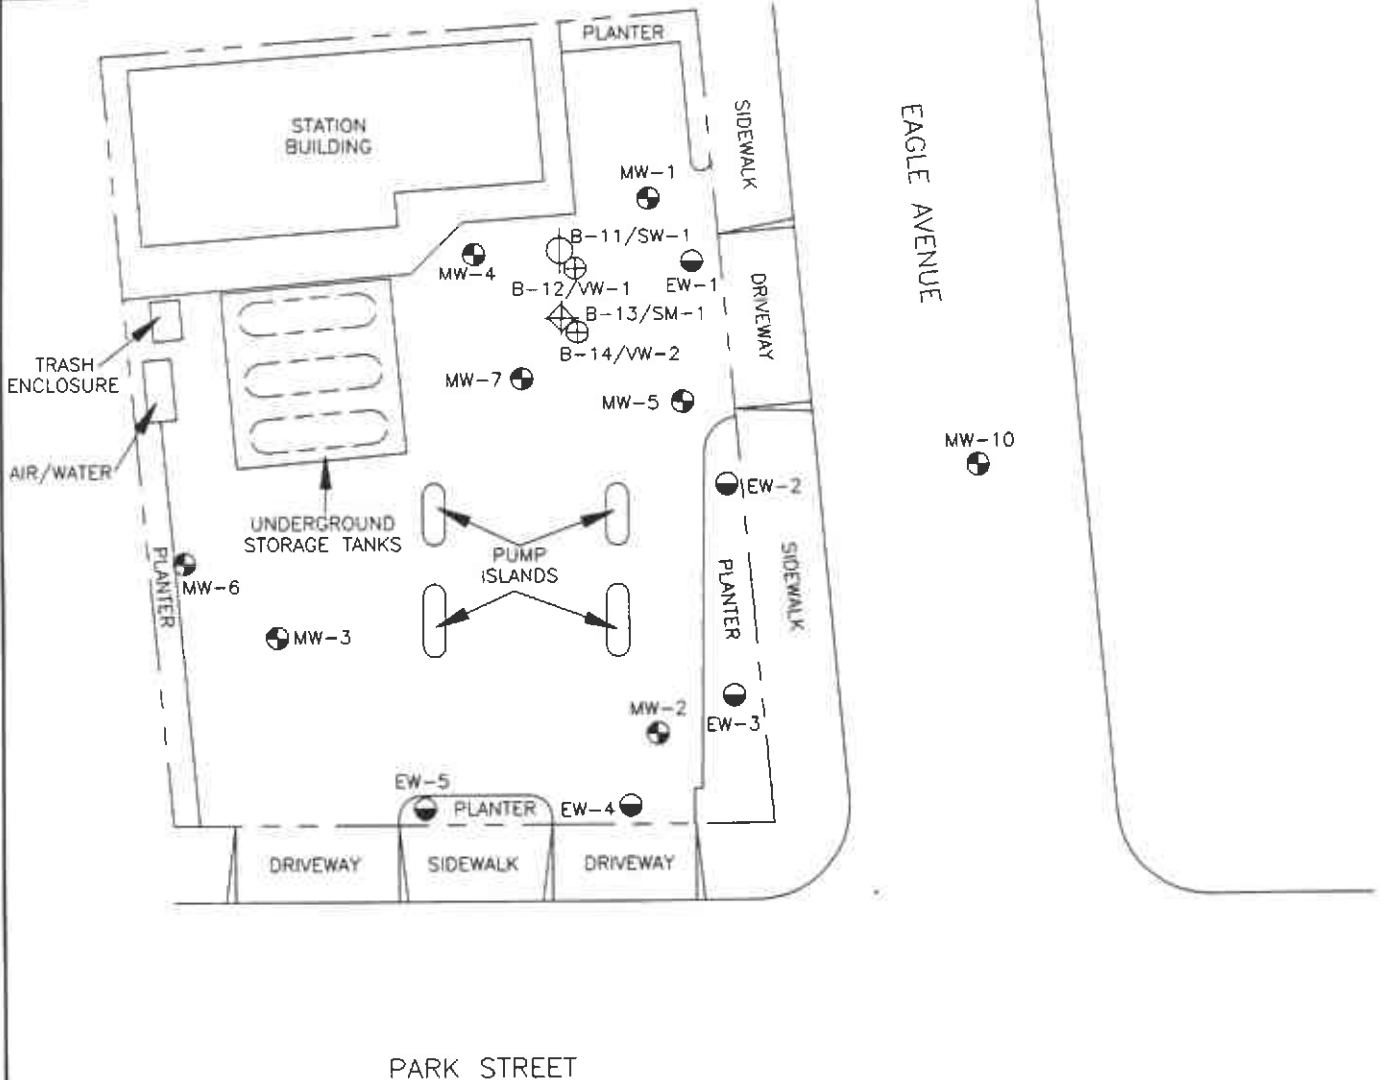 PLANTER
STATION
BUILDING
SIDEWALK
EAGLE AVENUE
MW-1
B-11/SW-1
MW-4
B-12/VW-1
EW-1
DRIVEWAY
B-13/SM-1
B-14/VW-2
TRASH
ENCLOSURE
MW-7
MW-5
MW-10
AIR/WATER
EW-2
UNDERGROUND
STORAGE TANKS
PUMP
ISLANDS
PLANTER
MW-6
PLANTER
SIDEWALK
MW-3
MW-2
EW-3
EW-5
PLANTER
EW-4
DRIVEWAY
SIDEWALK
DRIVEWAY
PARK STREET